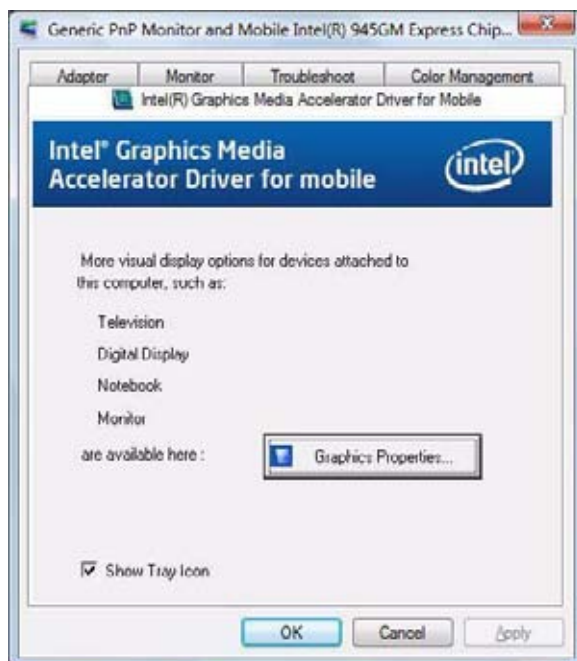 Generic PnP Monitor and Mobile Intel(R) 945GM Express Chip...
Adapter Monitor Troubleshoot Color Management
Intel(R) Graphics Media Accelerator Driver for Mobile
Intel® Graphics Media
Accelerator Driver for mobile
intel
More visual display options for devices attached to
this computer, such as:
Television
Digital Display
Notebook
Monitor
are available here :
Graphics Properties...
Show Tray Icon
OK Cancel Apply